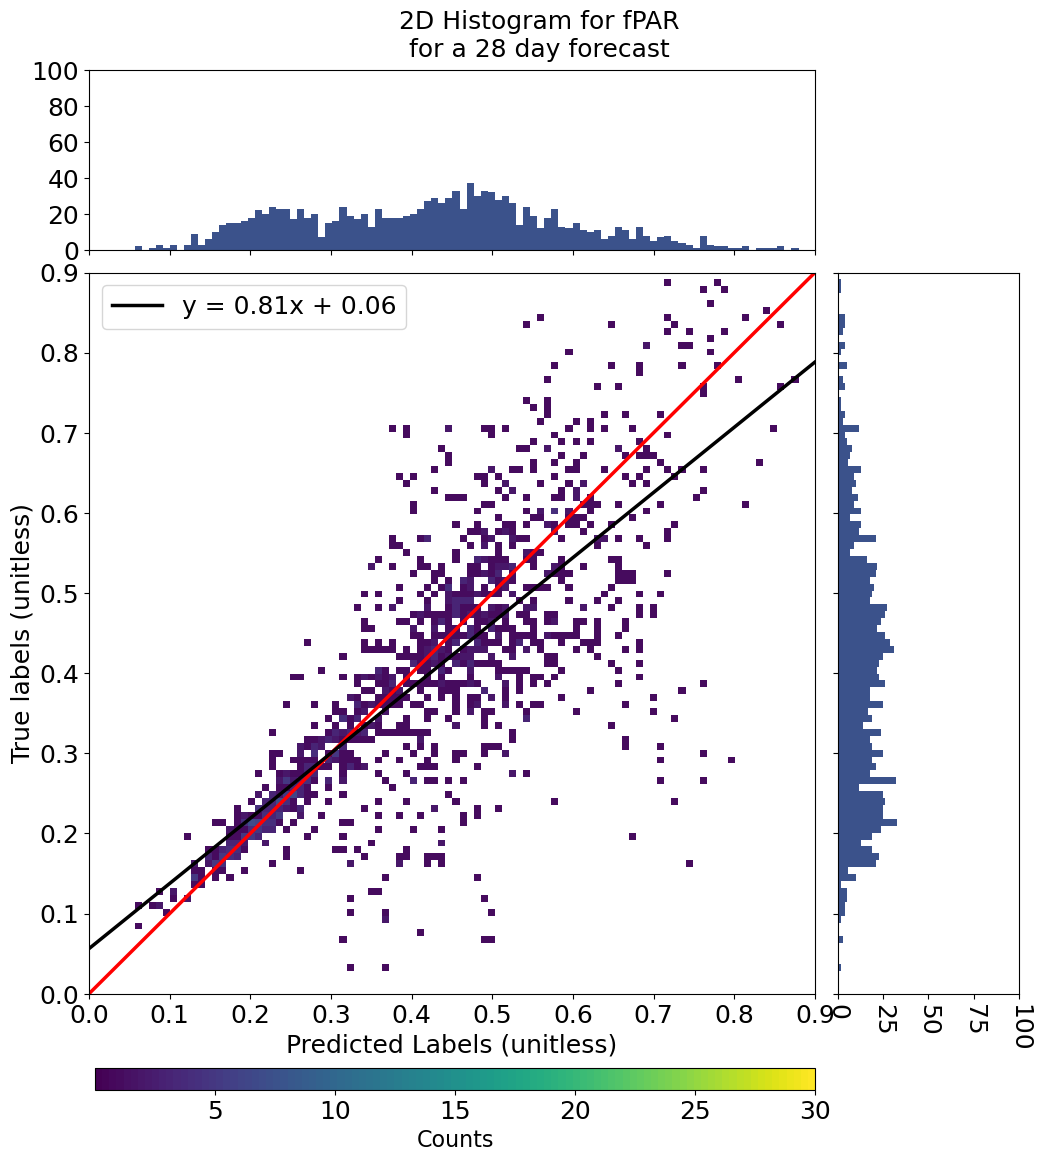 2D Histogram for fPAR
for a 28 day forecast
100
80
60
40
20
0
0.9
0.8
0.7
0.6
0.5
0.4
0.3
0.2
0.1
0.0
True labels (unitless)
y = 0.81x + 0.06
0.0 0.1 0.2 0.3 0.4 0.5 0.6 0.7 0.8 0.9
Predicted Labels (unitless)
0 25 50 75 100
5 10 15 20 25 30
Counts